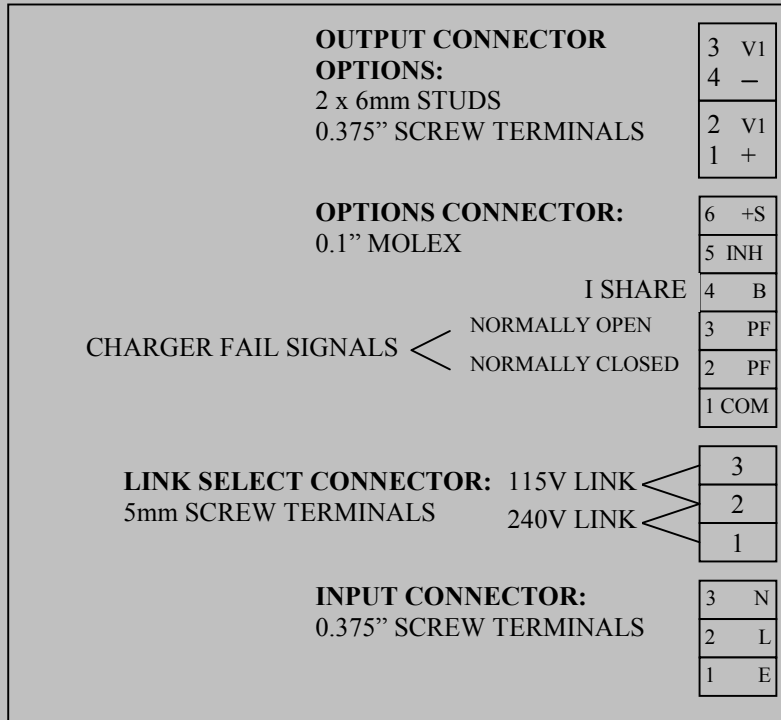 OUTPUT CONNECTOR
OPTIONS:
2 x 6mm STUDS
0.375” SCREW TERMINALS
3 V1
4 –
2 V1
1 +
OPTIONS CONNECTOR:
0.1” MOLEX
6 +S
5 INH
I SHARE 4 B
CHARGER FAIL SIGNALS
NORMALLY OPEN 3 PF
NORMALLY CLOSED 2 PF
1 COM
LINK SELECT CONNECTOR:
5mm SCREW TERMINALS
115V LINK
240V LINK
3
2
1
INPUT CONNECTOR:
0.375” SCREW TERMINALS
3 N
2 L
1 E